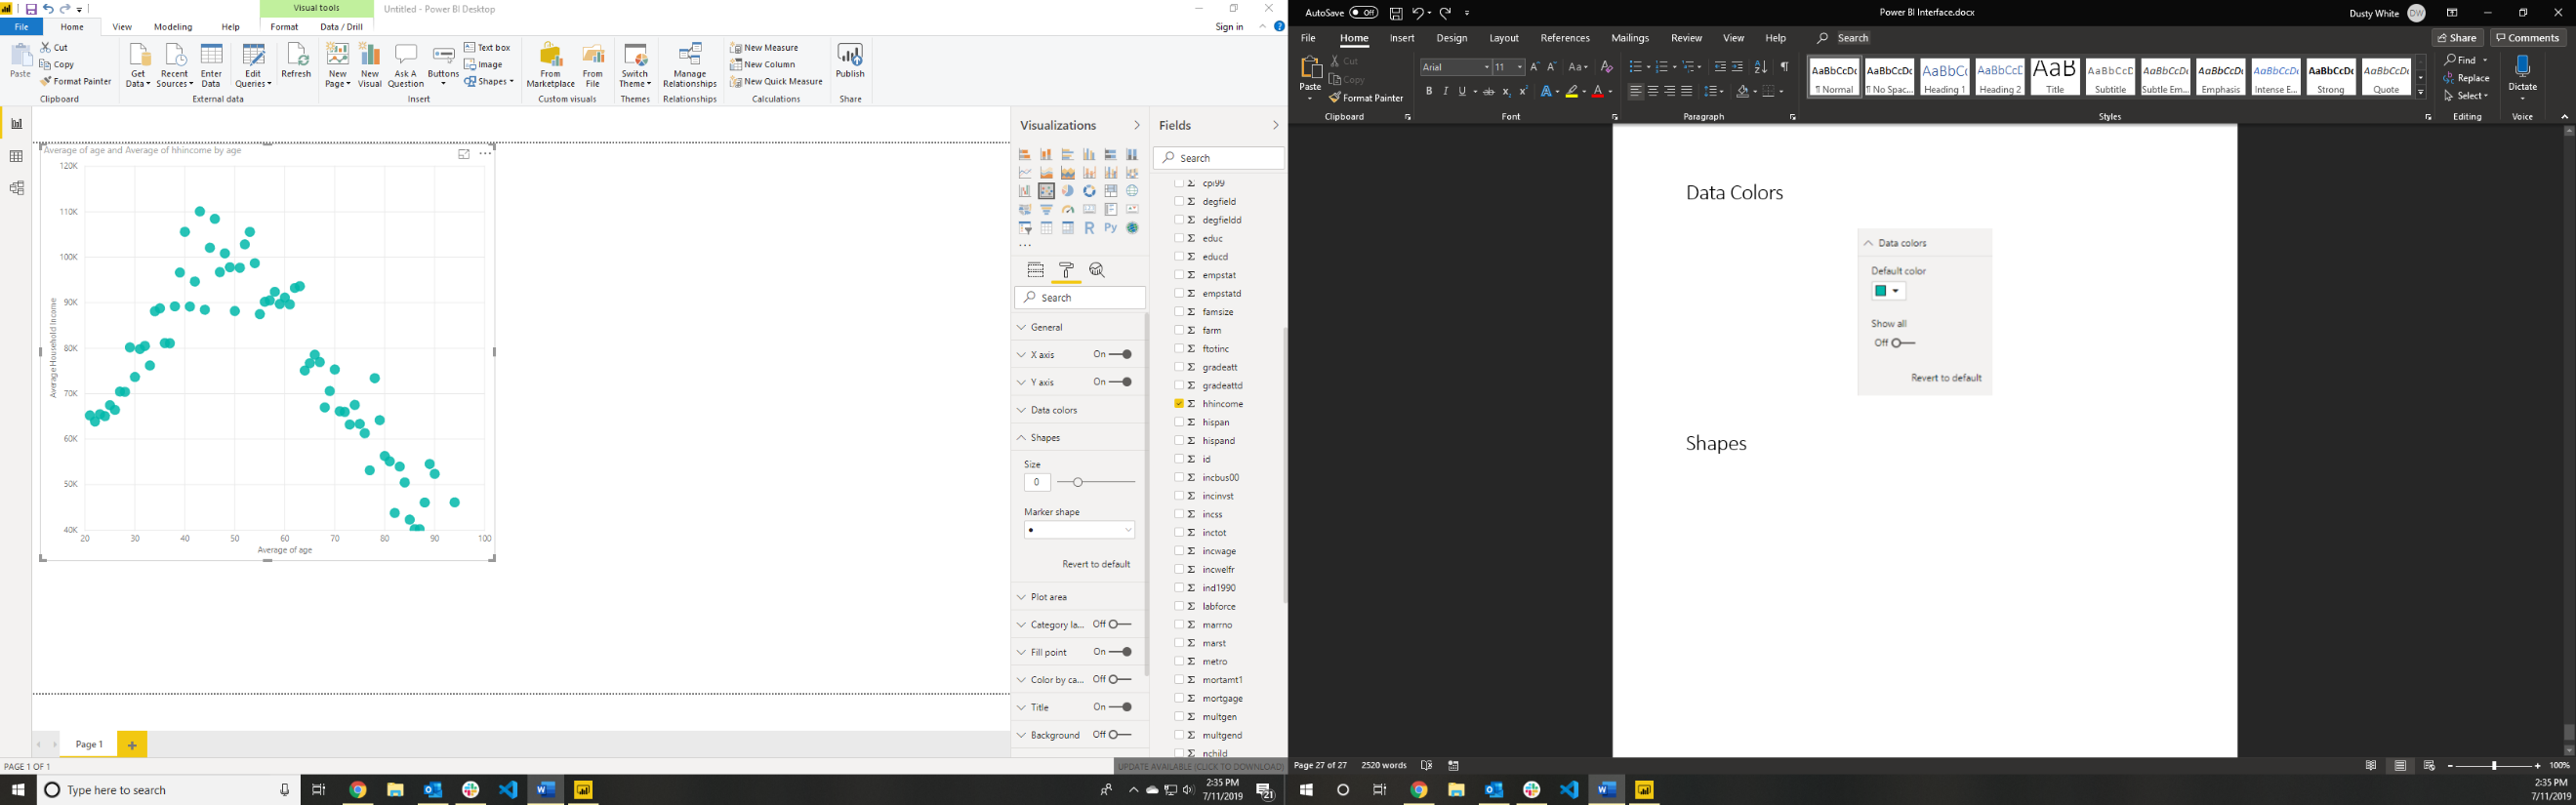 Visual tools
Untitled - Power BI Desktop
File Home View Modeling Help Format Data / Drill
Sign in
Paste
Cut
Copy
Format Painter
Clipboard
Get Data
Recent Sources
Enter Data
Edit Queries
Refresh
External data
New Page
New Visual
Ask A Question
Buttons
Text box
Image
Shapes
Insert
From Marketplace
From File
Custom visuals
Switch Theme
Themes
Manage Relationships
Relationships
New Measure
New Column
New Quick Measure
Calculations
Publish
Share
Average of age and Average of hhincome by age
120K
110K
100K
90K
80K
70K
60K
50K
40K
Average Household Income
20 30 40 50 60 70 80 90 100
Average of age
Page 1
PAGE 1 OF 1
Visualizations
R Py
Search
General
X axis On
Y axis On
Data colors
Shapes
Size
0
Marker shape
Revert to default
Plot area
Category la... Off
Fill point On
Color by ca... Off
Title On
Background Off
Fields
Search
cpi99
degfield
degfieldd
educ
educd
empstat
empstatd
famsize
farm
ftotinc
gradeatt
gradeattd
hhincome
hispan
hispand
id
incbus00
incinvst
incss
inctot
incwage
incwelfr
ind1990
labforce
marrno
marst
metro
mortamt1
mortgage
multgen
multgend
nchild
UPDATE AVAILABLE (CLICK TO DOWNLOAD)
Type here to search
2:35 PM
7/11/2019
21
AutoSave Off
Power BI Interface.docx
Dusty White DW
File Home Insert Design Layout References Mailings Review View Help Search
Share Comments
Paste
Cut
Copy
Format Painter
Clipboard
Arial 11
Font
Paragraph
AaBbCcDc AaBbCcDc AaBbC( AaBbCcD AaB AaBbCcD AaBbCcDt AaBbCcDt AaBbCcDt AaBbCcDc AaBbCcDt
¶ Normal ¶ No Spac... Heading 1 Heading 2 Title Subtitle Subtle Em... Emphasis Intense E... Strong Quote
Styles
Find
Replace
Select
Editing
Dictate
Voice
Data Colors
Data colors
Default color
Show all
Off
Revert to default
Shapes
Page 27 of 27 2520 words
100%
2:35 PM
7/11/2019